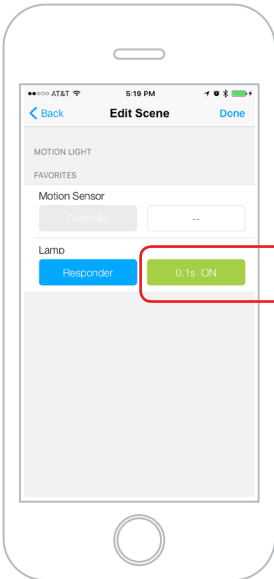 AT&T 5:19 PM
Back Edit Scene Done
MOTION LIGHT
FAVORITES
Motion Sensor
Controller --
Lamp
Responder 0.1s ON